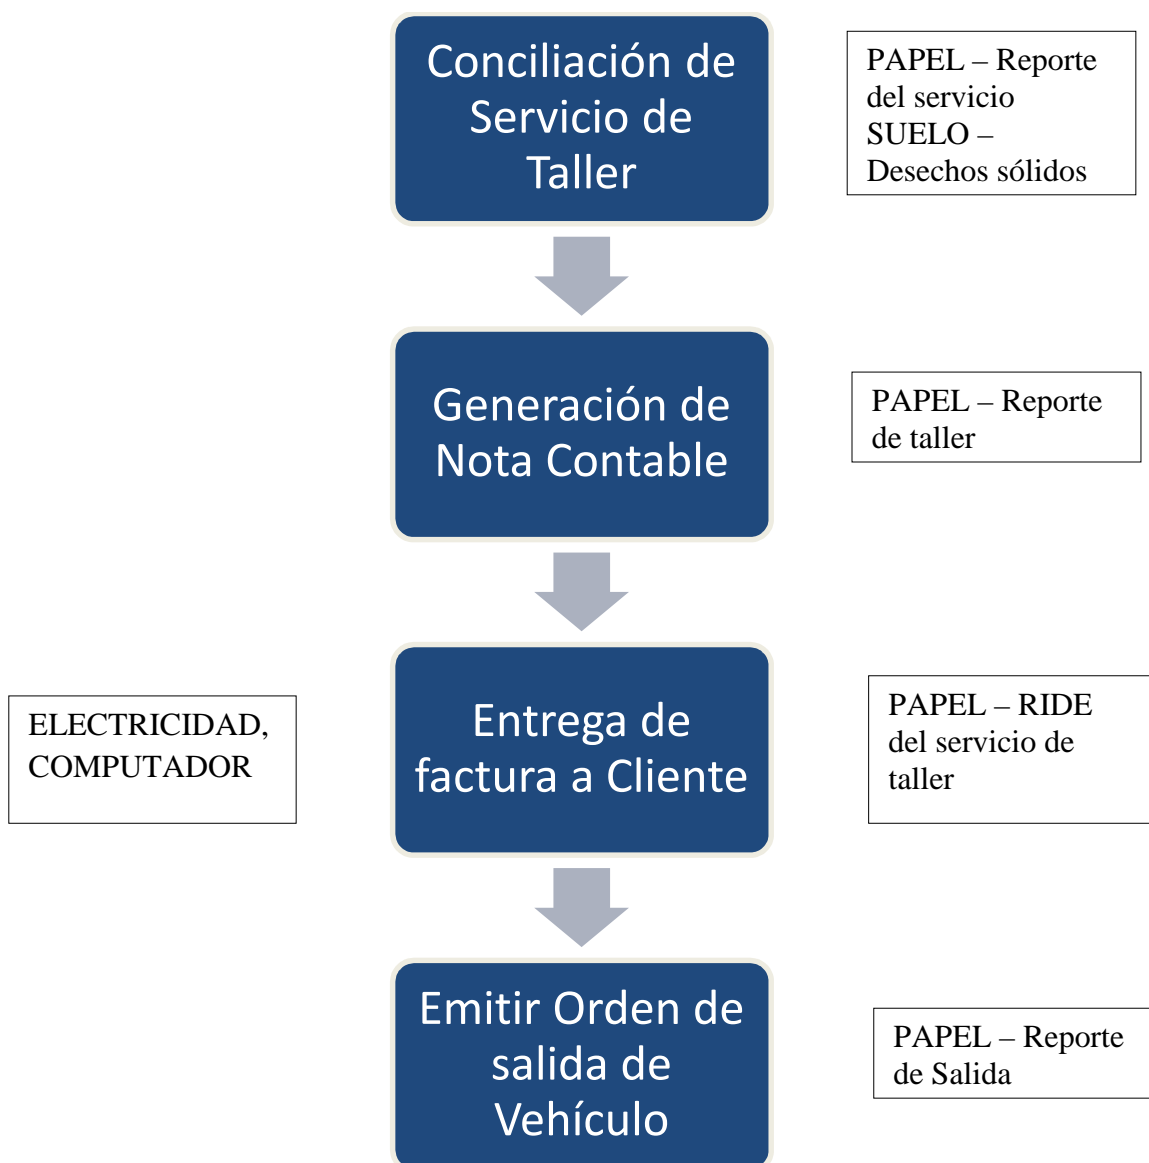 Conciliación de
Servicio de
Taller
PAPEL – Reporte
del servicio
SUELO –
Desechos sólidos
Generación de
Nota Contable
PAPEL – Reporte
de taller
ELECTRICIDAD,
COMPUTADOR
Entrega de
factura a Cliente
PAPEL – RIDE
del servicio de
taller
Emitir Orden de
salida de
Vehículo
PAPEL – Reporte
de Salida